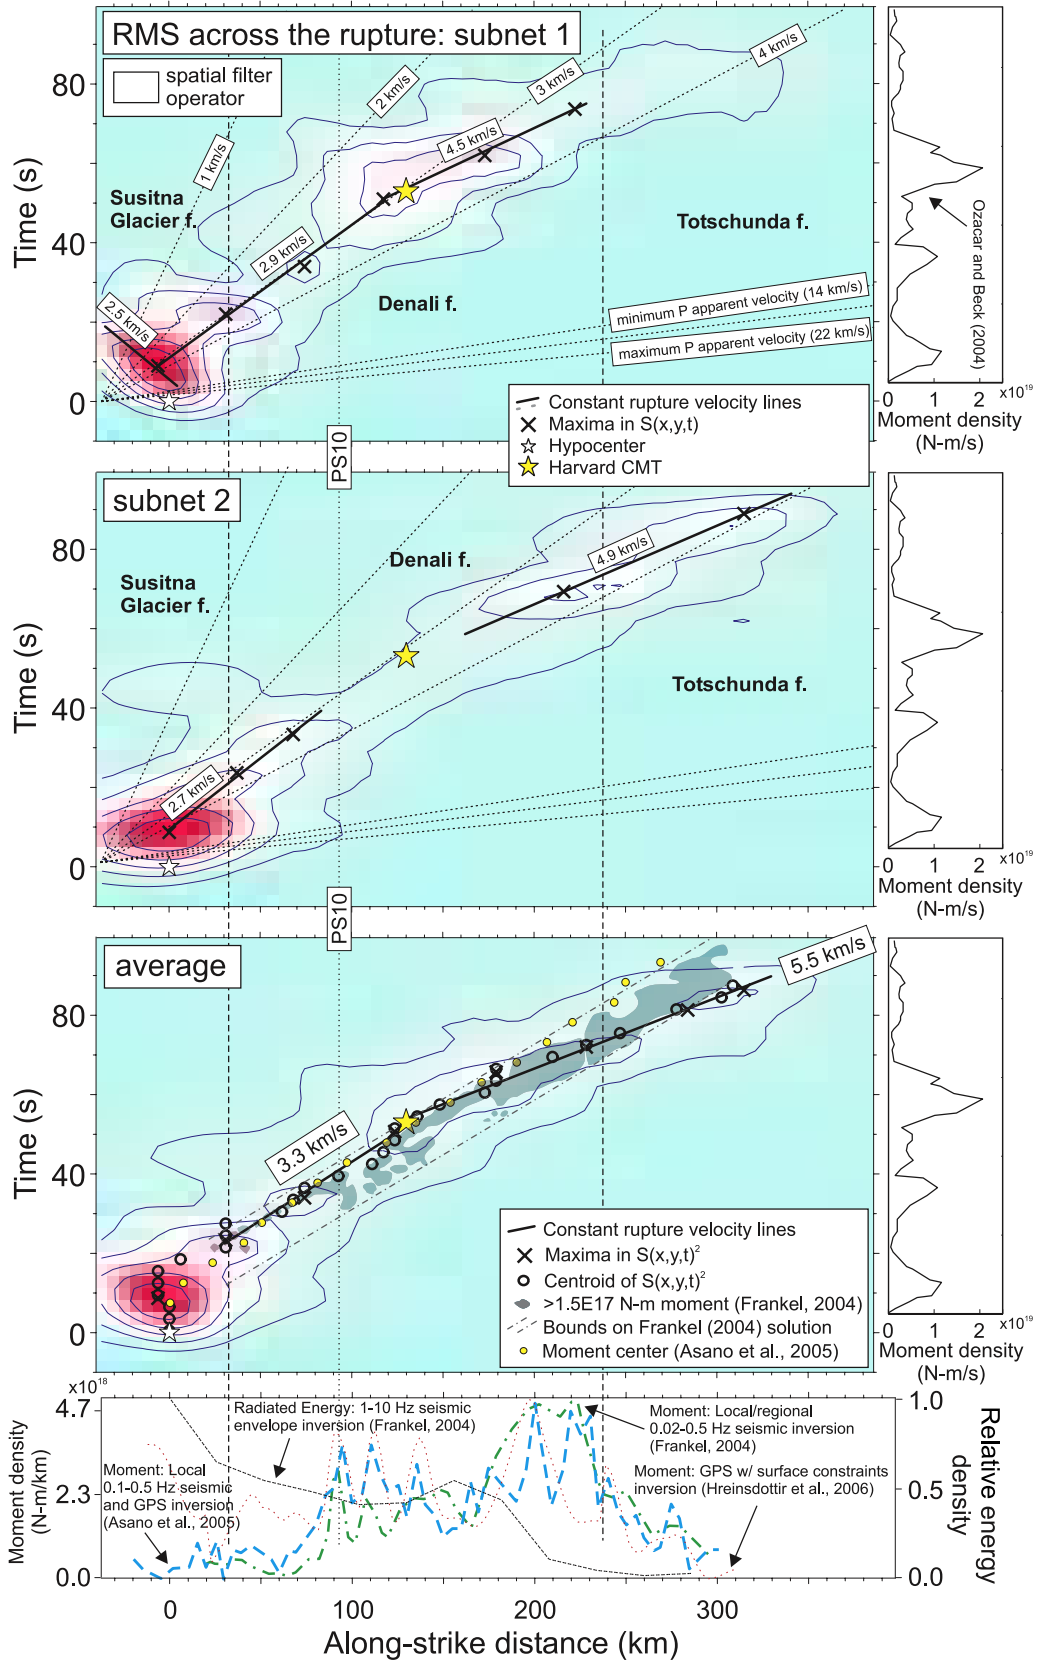 RMS across the rupture: subnet 1
spatial filter
operator
1 km/s
2 km/s
3 km/s
4 km/s
4.5 km/s
2.9 km/s
2.5 km/s
Susitna
Glacier f.
Totschunda f.
Denali f.
minimum P apparent velocity (14 km/s)
maximum P apparent velocity (22 km/s)
Time (s)
80
40
0
Constant rupture velocity lines
Maxima in S(x,y,t)
Hypocenter
Harvard CMT
PS10
Ozacar and Beck (2004)
0 1 2 x10¹⁹
Moment density
(N-m/s)
subnet 2
Denali f.
Susitna
Glacier f.
4.9 km/s
2.7 km/s
Totschunda f.
Time (s)
80
40
0
PS10
0 1 2 x10¹⁹
Moment density
(N-m/s)
average
5.5 km/s
3.3 km/s
Time (s)
80
40
0
Constant rupture velocity lines
Maxima in S(x,y,t)²
Centroid of S(x,y,t)²
>1.5E17 N-m moment (Frankel, 2004)
Bounds on Frankel (2004) solution
Moment center (Asano et al., 2005)
0 1 2 x10¹⁹
Moment density
(N-m/s)
x10¹⁸
4.7
2.3
0.0
Moment density
(N-m/km)
Radiated Energy: 1-10 Hz seismic
envelope inversion (Frankel, 2004)
Moment: Local
0.1-0.5 Hz seismic
and GPS inversion
(Asano et al., 2005)
Moment: Local/regional
0.02-0.5 Hz seismic inversion
(Frankel, 2004)
Moment: GPS w/ surface constraints
inversion (Hreinsdottir et al., 2006)
1.0
0.5
0.0
Relative energy
density
0 100 200 300
Along-strike distance (km)